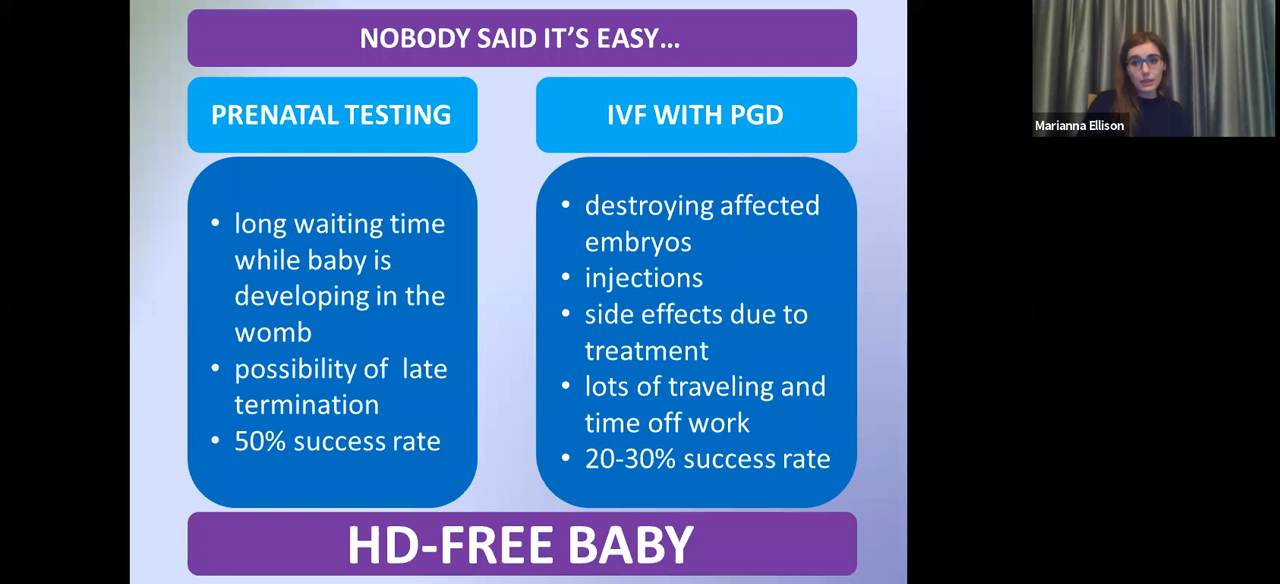 NOBODY SAID IT’S EASY…
PRENATAL TESTING
• long waiting time
while baby is
developing in the
womb
• possibility of  late
termination
• 50% success rate
IVF WITH PGD
• destroying affected
embryos
• injections
• side effects due to
treatment
• lots of traveling and
time off work
• 20-30% success rate
HD-FREE BABY
Marianna Ellison